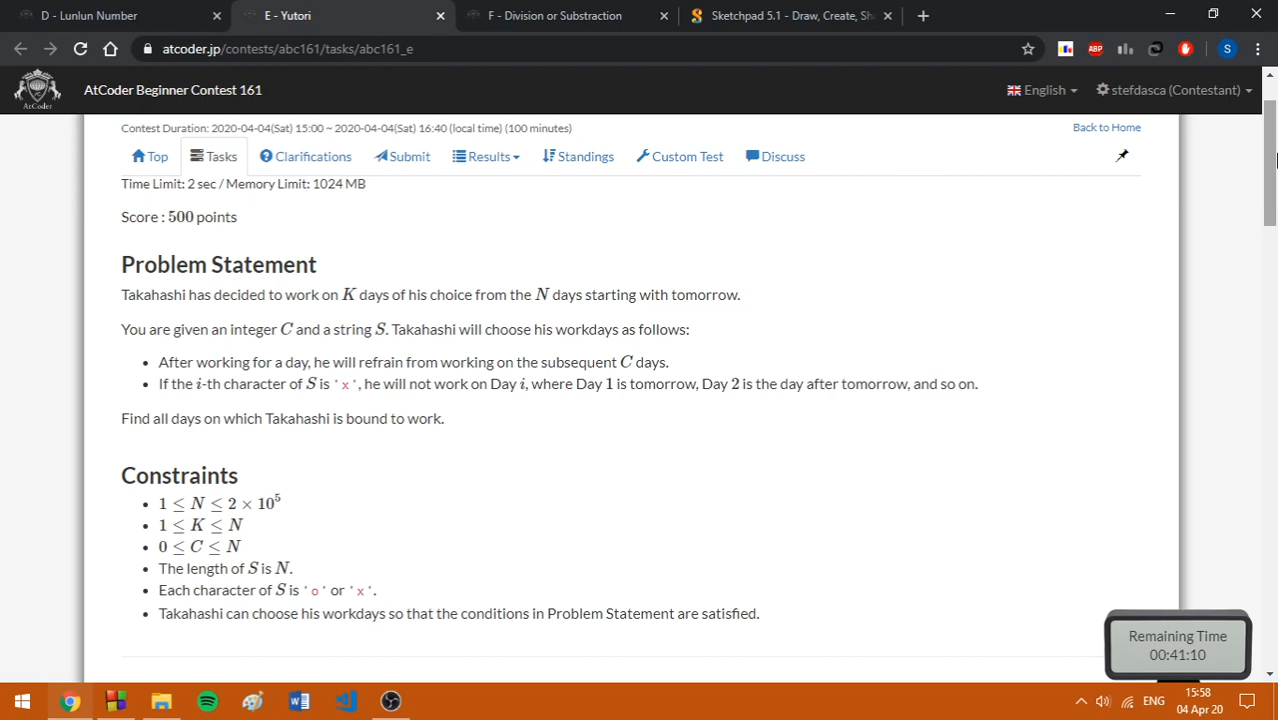 D - Lunlun Number
E - Yutori
F - Division or Substraction
Sketchpad 5.1 - Draw, Create, Sha
atcoder.jp/contests/abc161/tasks/abc161_e
ABP
S
AtCoder
AtCoder Beginner Contest 161
English
stefdasca (Contestant)
Contest Duration: 2020-04-04(Sat) 15:00 ~ 2020-04-04(Sat) 16:40 (local time) (100 minutes)
Back to Home
Top
Tasks
Clarifications
Submit
Results
Standings
Custom Test
Discuss
Time Limit: 2 sec / Memory Limit: 1024 MB
Score : 500 points
Problem Statement
Takahashi has decided to work on K days of his choice from the N days starting with tomorrow.
You are given an integer C and a string S. Takahashi will choose his workdays as follows:
• After working for a day, he will refrain from working on the subsequent C days.
• If the i-th character of S is 'x', he will not work on Day i, where Day 1 is tomorrow, Day 2 is the day after tomorrow, and so on.
Find all days on which Takahashi is bound to work.
Constraints
• 1 ≤ N ≤ 2 × 10⁵
• 1 ≤ K ≤ N
• 0 ≤ C ≤ N
• The length of S is N.
• Each character of S is 'o' or 'x'.
• Takahashi can choose his workdays so that the conditions in Problem Statement are satisfied.
Remaining Time
00:41:10
ENG
15:58
04 Apr 20